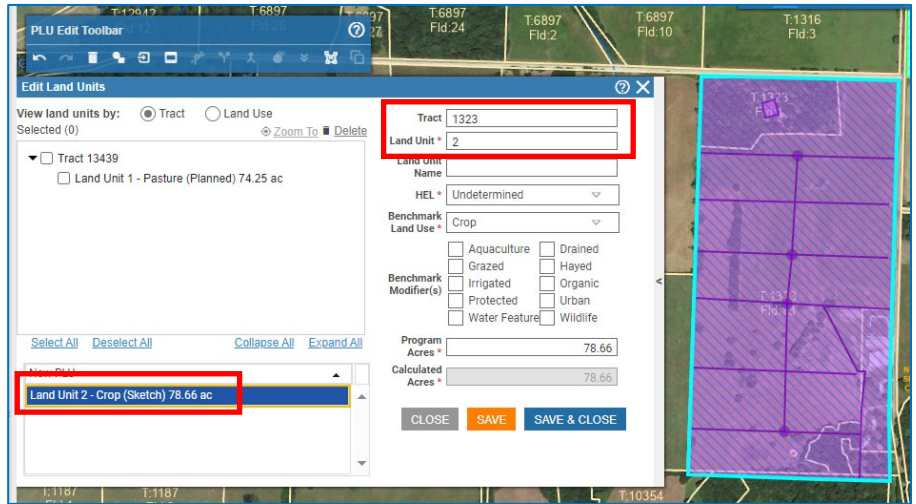 T:12942
T:6897
T:6897
T:6897
Fld:24
T:6897
Fld:2
T:6897
Fld:10
T:1316
Fld:3
PLU Edit Toolbar
Edit Land Units
View land units by: Tract Land Use
Selected (0) Zoom To Delete
Tract 13439
Land Unit 1 - Pasture (Planned) 74.25 ac
Select All Deselect All Collapse All Expand All
New PLU
Land Unit 2 - Crop (Sketch) 78.66 ac
Tract 1323
Land Unit * 2
Land Unit
Name
HEL * Undetermined
Benchmark
Land Use * Crop
Benchmark
Modifier(s)
Aquaculture Drained
Grazed Hayed
Irrigated Organic
Protected Urban
Water Feature Wildlife
Program
Acres * 78.66
Calculated
Acres * 78.66
CLOSE SAVE SAVE & CLOSE
T:1323
T:1187
T:1187
T:10354